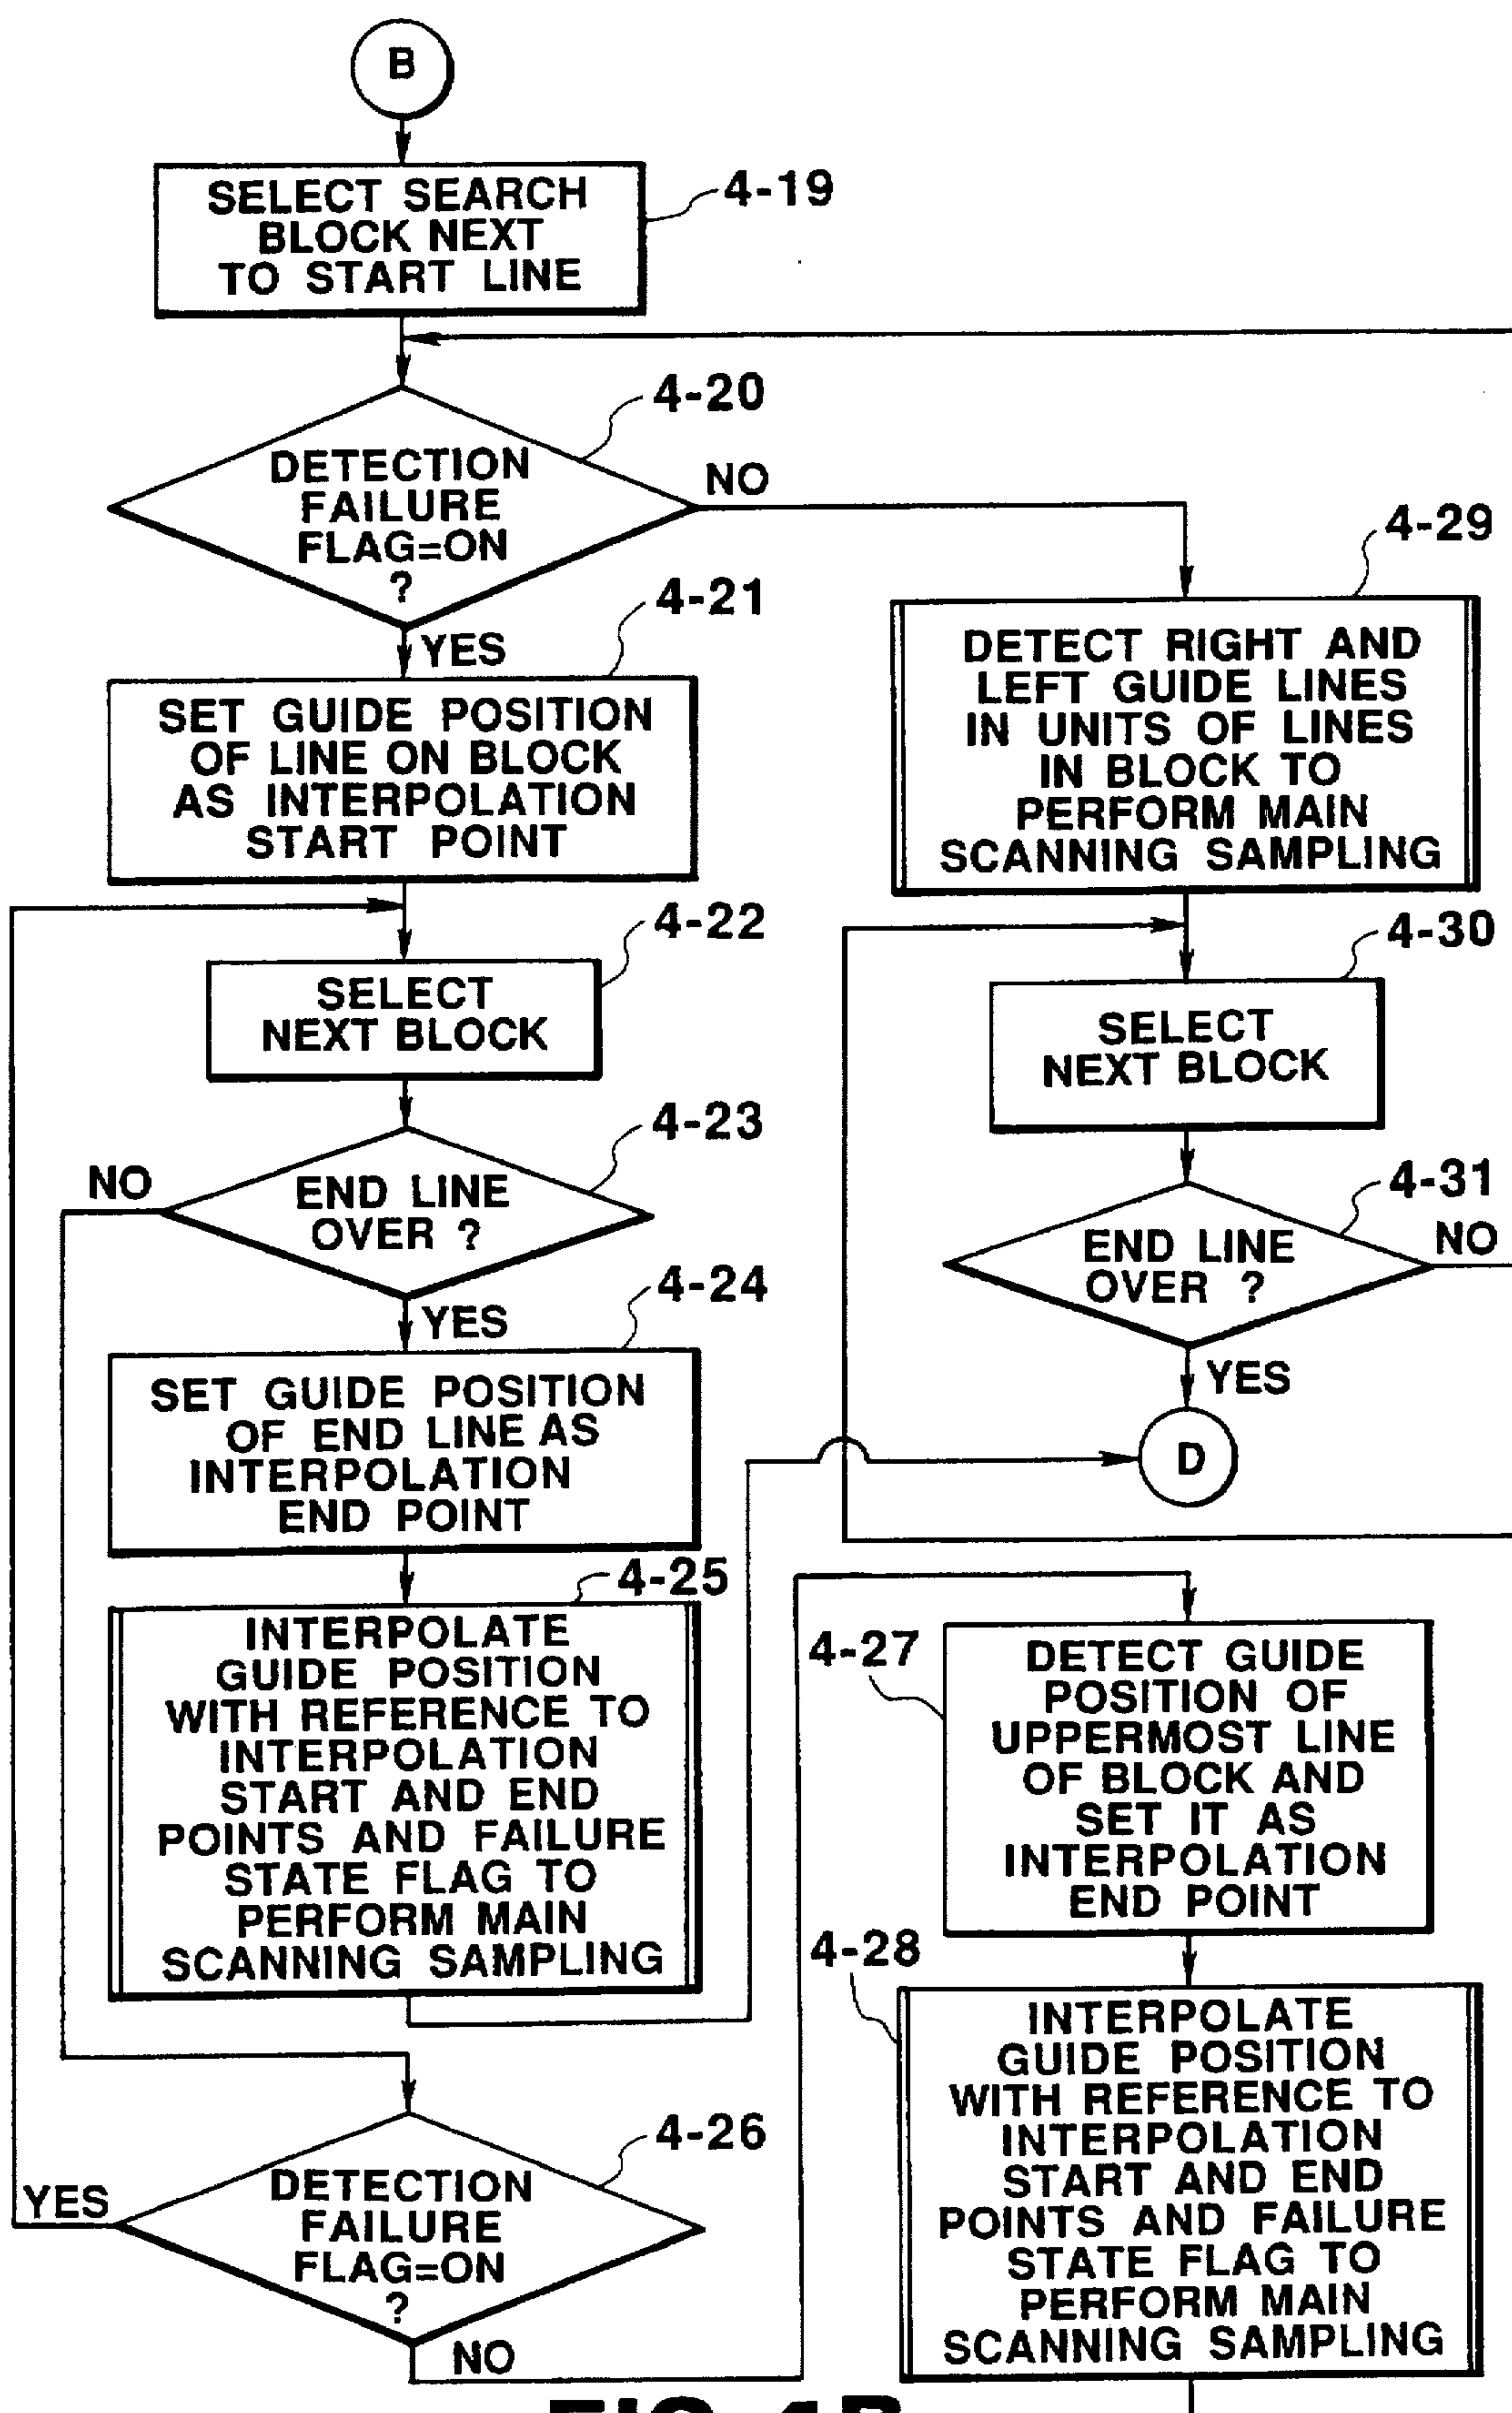 B
SELECT SEARCH
BLOCK NEXT
TO START LINE
4-19
4-20
DETECTION
FAILURE
FLAG=ON
?
NO
YES
4-21
SET GUIDE POSITION
OF LINE ON BLOCK
AS INTERPOLATION
START POINT
4-22
SELECT
NEXT BLOCK
4-23
NO
END LINE
OVER ?
YES
4-24
SET GUIDE POSITION
OF END LINE AS
INTERPOLATION
END POINT
4-25
INTERPOLATE
GUIDE POSITION
WITH REFERENCE TO
INTERPOLATION
START AND END
POINTS AND FAILURE
STATE FLAG TO
PERFORM MAIN
SCANNING SAMPLING
4-26
YES
DETECTION
FAILURE
FLAG=ON
?
NO
4-29
DETECT RIGHT AND
LEFT GUIDE LINES
IN UNITS OF LINES
IN BLOCK TO
PERFORM MAIN
SCANNING SAMPLING
4-30
SELECT
NEXT BLOCK
4-31
END LINE
OVER ?
NO
YES
D
4-27
DETECT GUIDE
POSITION OF
UPPERMOST LINE
OF BLOCK AND
SET IT AS
INTERPOLATION
END POINT
4-28
INTERPOLATE
GUIDE POSITION
WITH REFERENCE TO
INTERPOLATION
START AND END
POINTS AND FAILURE
STATE FLAG TO
PERFORM MAIN
SCANNING SAMPLING